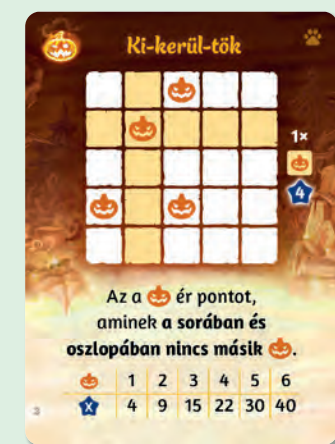 Ki-kerül-tök
1×
4
Az a ér pontot,
aminek a sorában és
oszlopában nincs másik .
1 2 3 4 5 6
X 4 9 15 22 30 40
3